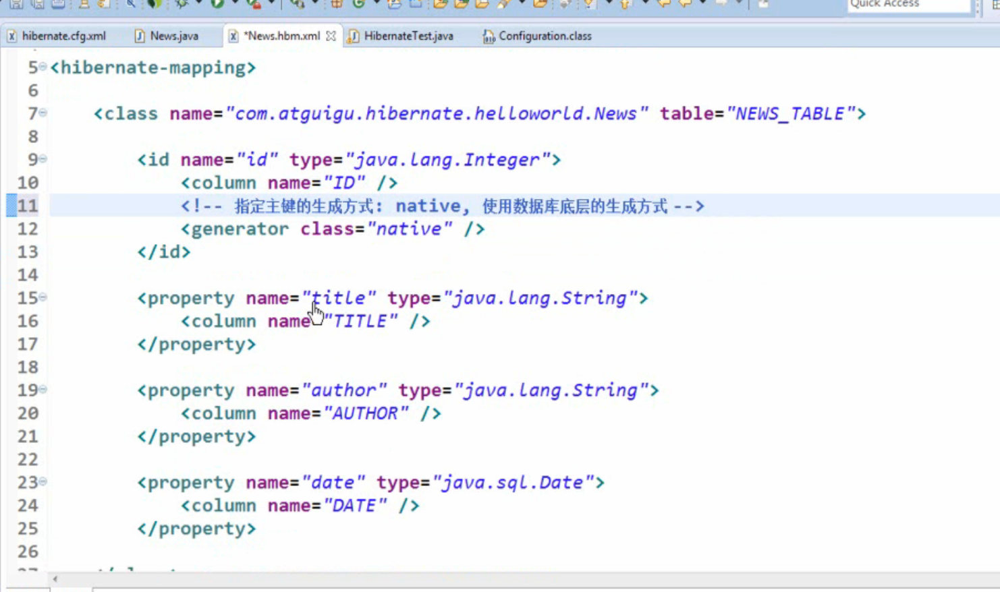 Quick Access
hibernate.cfg.xml News.java *News.hbm.xml HibernateTest.java Configuration.class
5 <hibernate-mapping>
6
7 <class name="com.atguigu.hibernate.helloworld.News" table="NEWS_TABLE">
8
9 <id name="id" type="java.lang.Integer">
10 <column name="ID" />
11 <!-- 指定主键的生成方式: native, 使用数据库底层的生成方式 -->
12 <generator class="native" />
13 </id>
14
15 <property name="title" type="java.lang.String">
16 <column name="TITLE" />
17 </property>
18
19 <property name="author" type="java.lang.String">
20 <column name="AUTHOR" />
21 </property>
22
23 <property name="date" type="java.sql.Date">
24 <column name="DATE" />
25 </property>
26